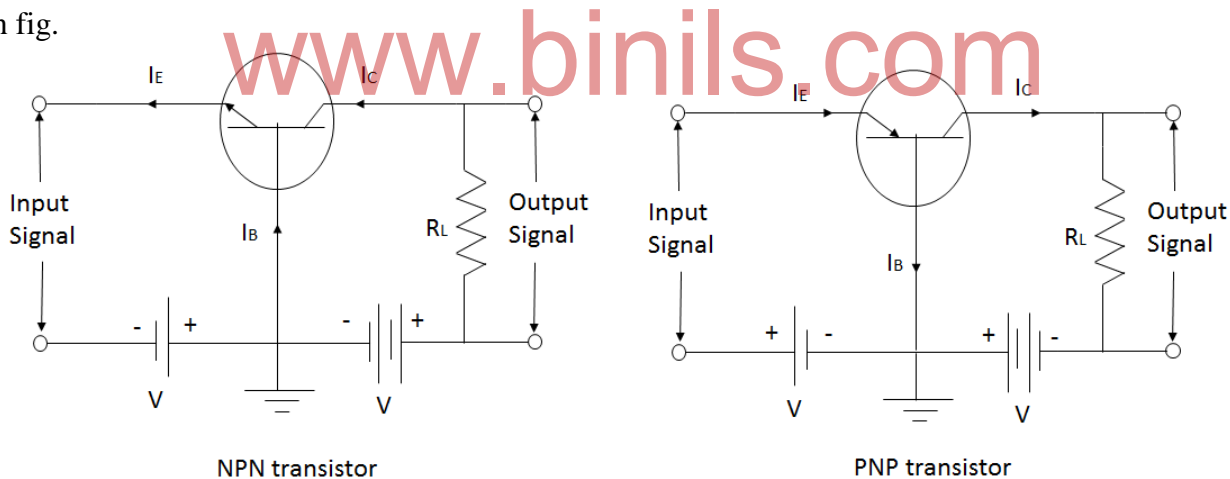 n fig.
www.binils.com
IE
IC
Input
Signal
IB
RL
Output
Signal
- +
- +
V
V
NPN transistor
IE
IC
Input
Signal
IB
RL
Output
Signal
+ -
+ -
V
V
PNP transistor